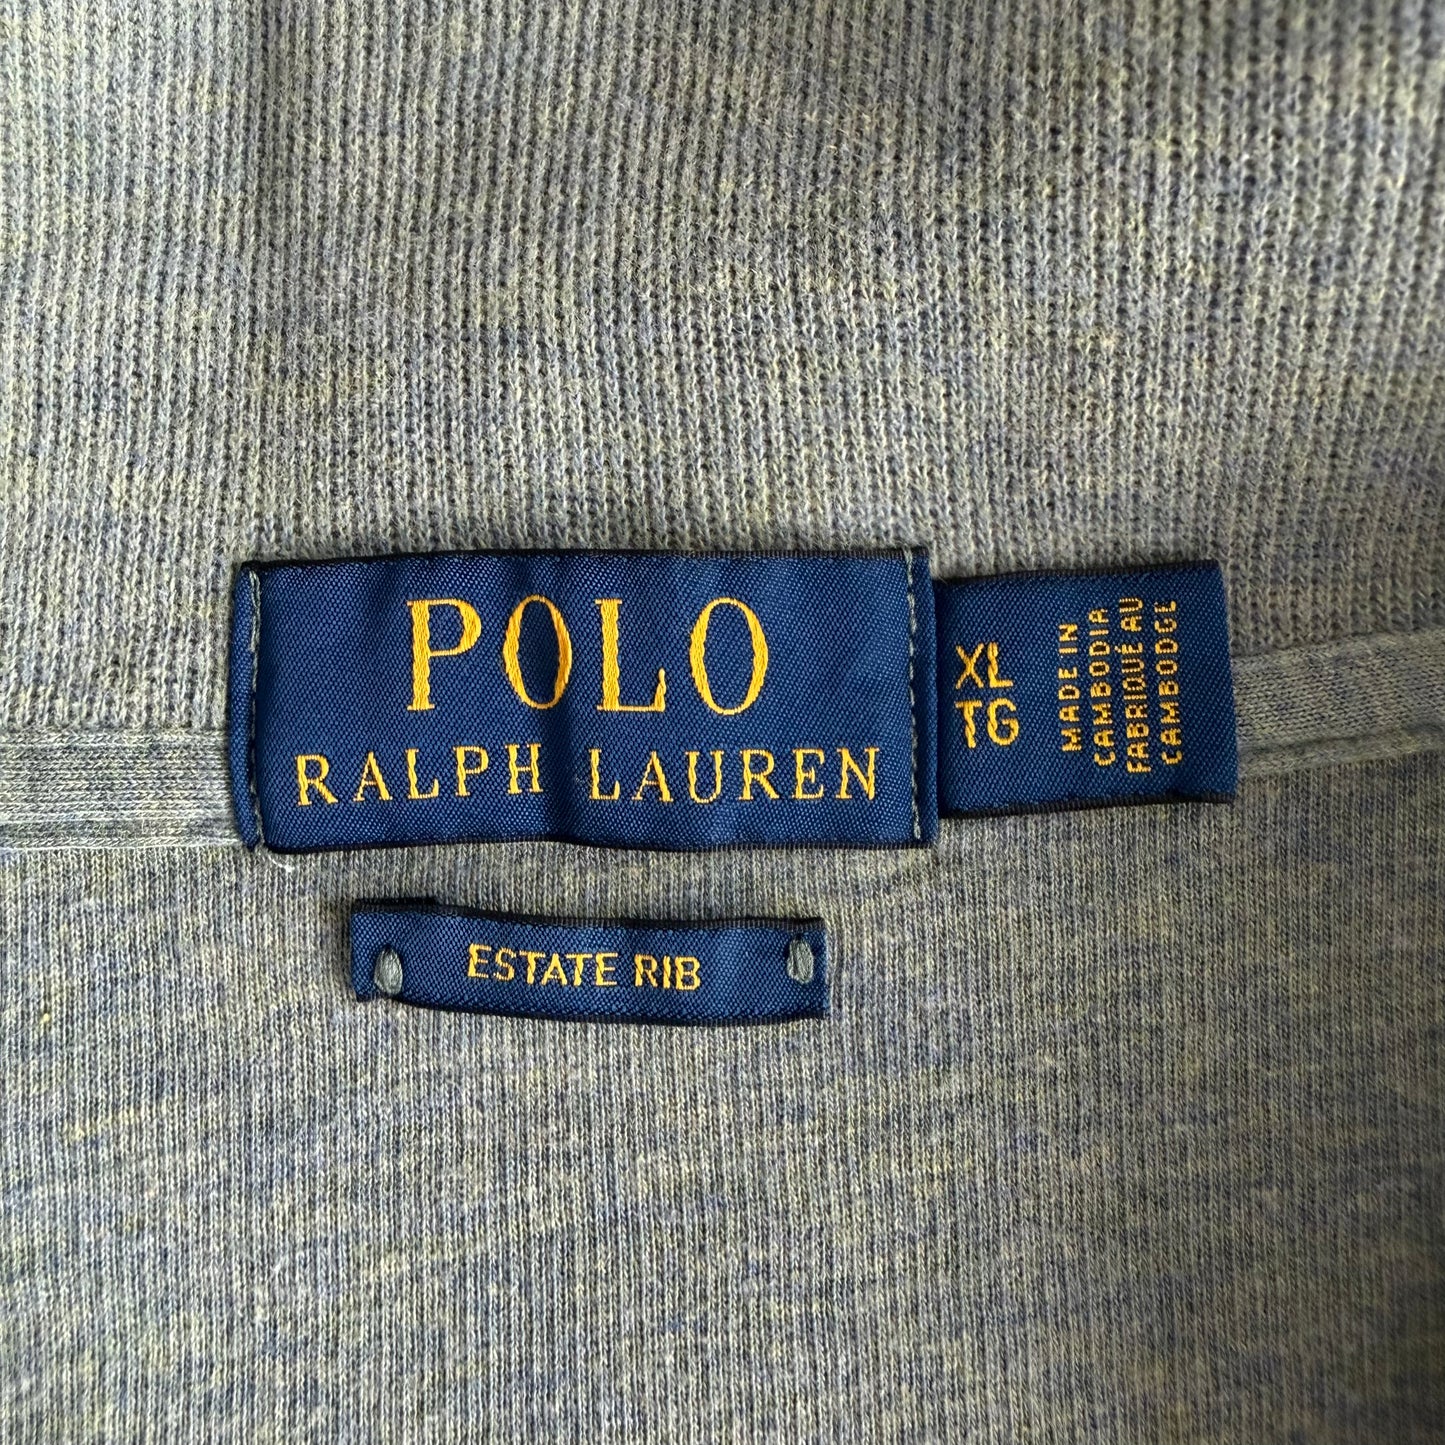 POLO
RALPH LAUREN
XL
TG
MADE IN
CAMBODIA
FABRIQUÉ AU
CAMBODGE
ESTATE RIB